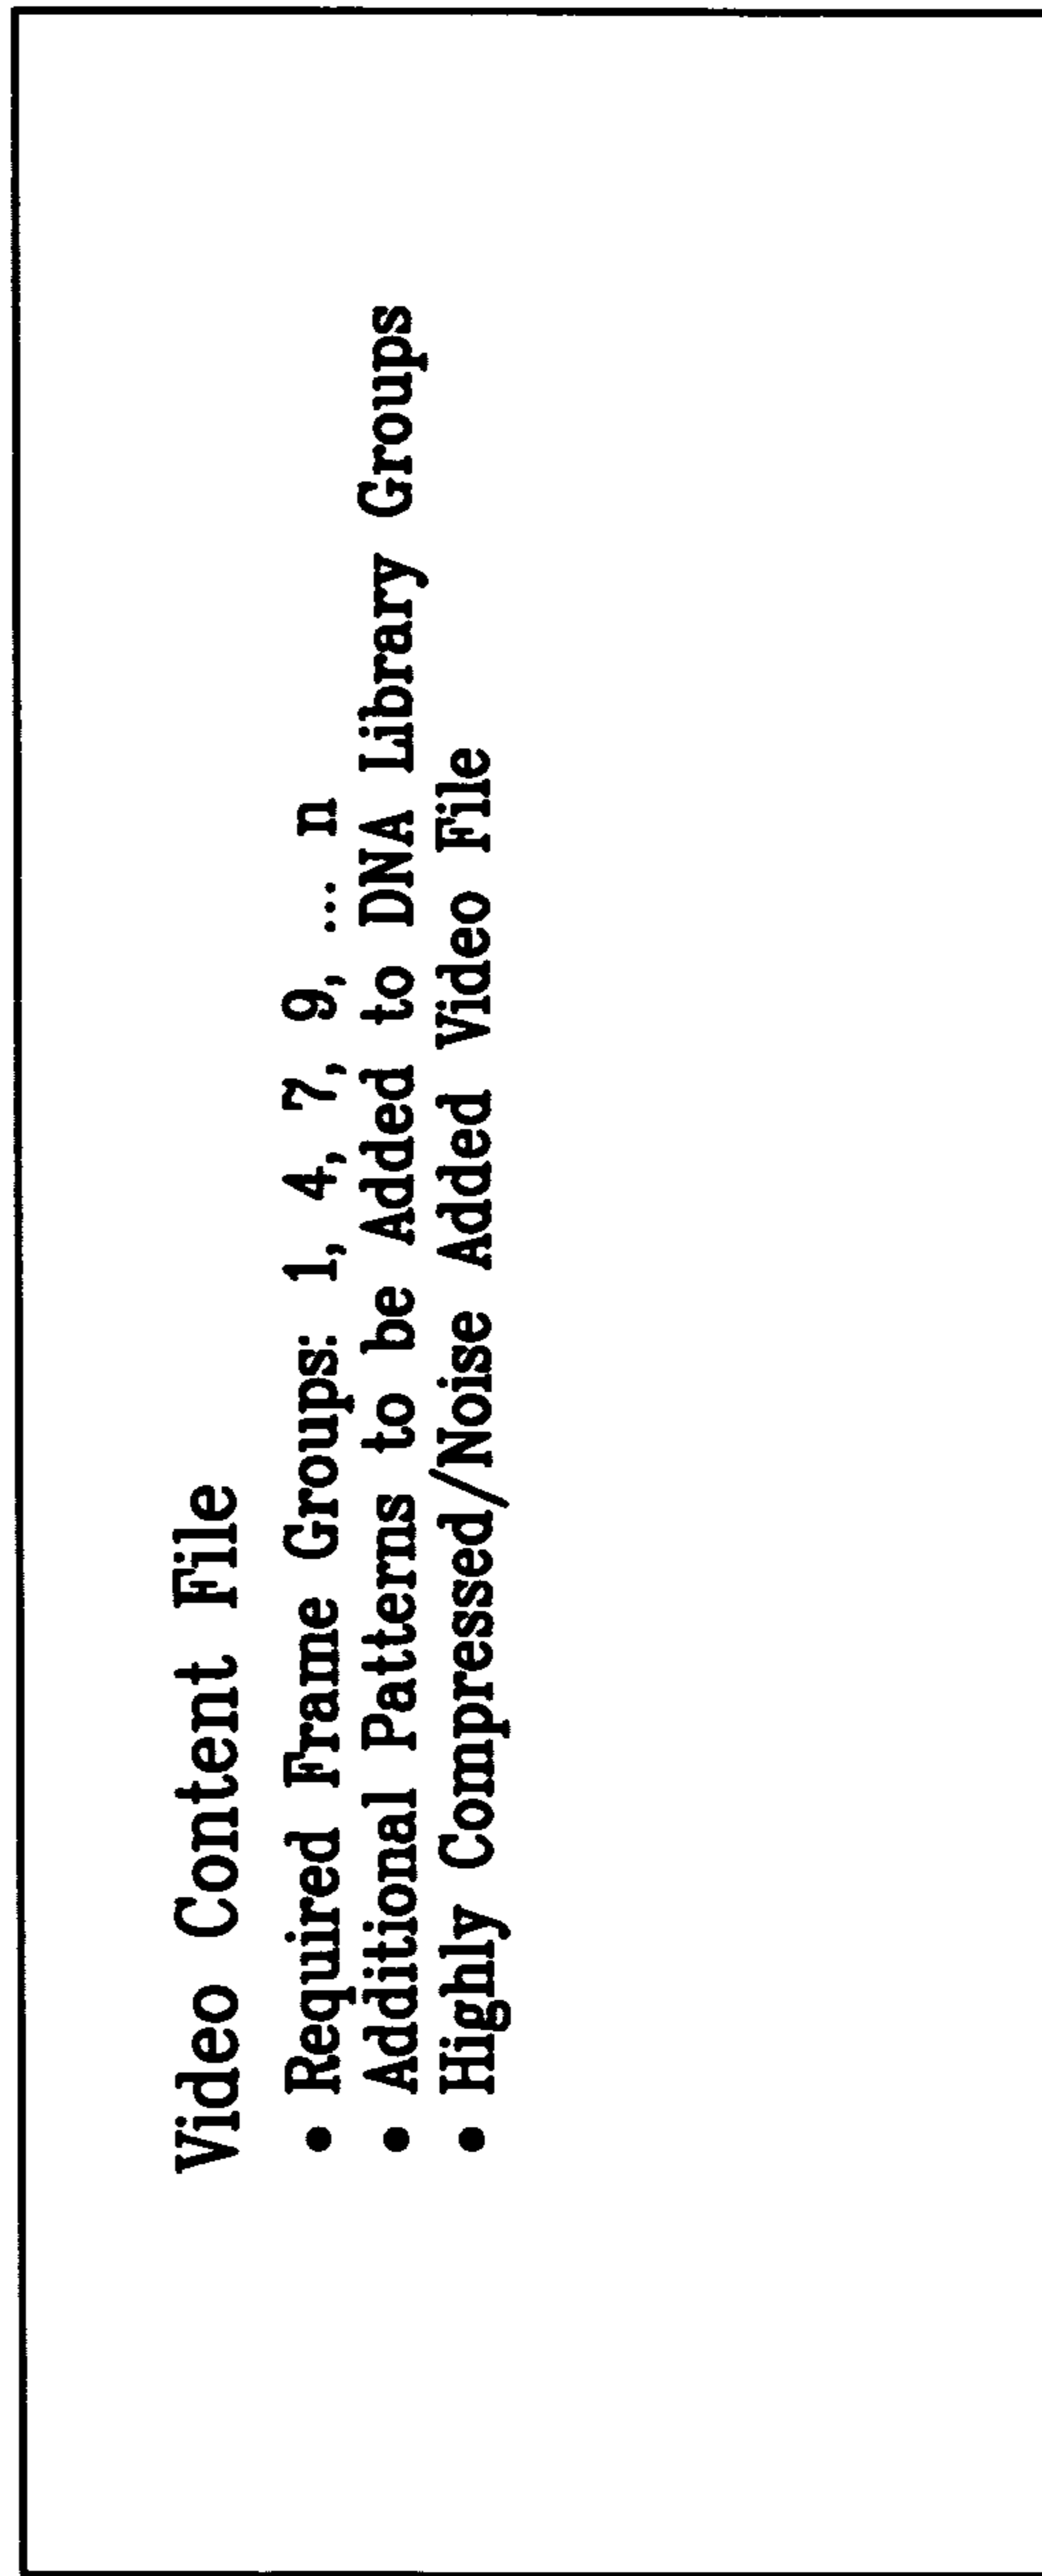 Video Content File
• Required Frame Groups: 1, 4, 7, 9, ... n
• Additional Patterns to be Added to DNA Library Groups
• Highly Compressed/Noise Added Video File